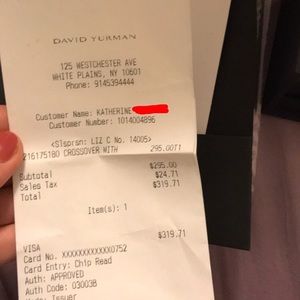 DAVID YURMAN
125 WESTCHESTER AVE
WHITE PLAINS, NY 10601
Phone: 9145394444
Customer Name: KATHERINE
Customer Number: 1014004896
<Slsprsn: LIZ C No. 14005>
216175180 CROSSOVER WITH 295.00T1
Subtotal $295.00
Sales Tax $24.71
Total $319.71
Item(s): 1
$319.71
VISA
Card No. XXXXXXXXXXXX0752
Card Entry: Chip Read
Auth: APPROVED
Auth Code: 03003B
Auth: Issuer